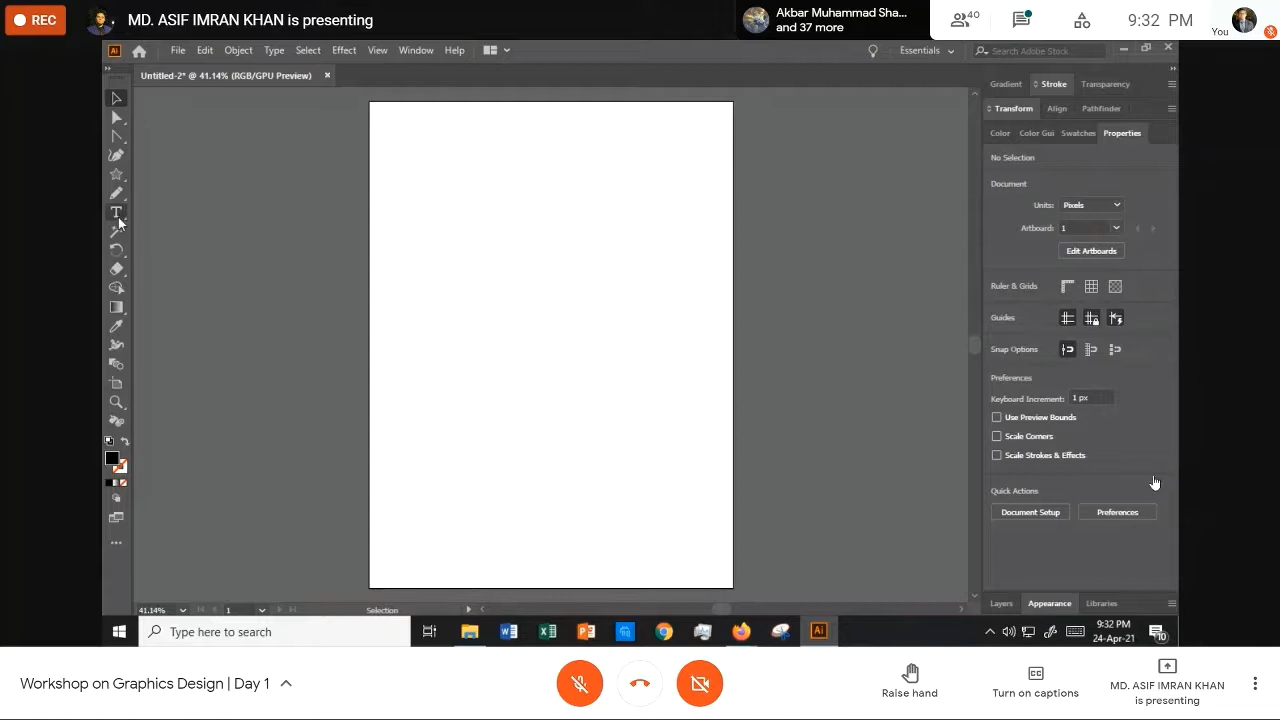 REC
MD. ASIF IMRAN KHAN is presenting
Akbar Muhammad Sha...
and 37 more
40
9:32 PM
You
Ai
File Edit Object Type Select Effect View Window Help
Essentials
Search Adobe Stock
Untitled-2* @ 41.14% (RGB/GPU Preview)
Gradient Stroke Transparency
Transform Align Pathfinder
Color Color Gui Swatches Properties
No Selection
Document
Units: Pixels
Artboard: 1
Edit Artboards
Ruler & Grids
Guides
Snap Options
Preferences
Keyboard Increment: 1 px
Use Preview Bounds
Scale Corners
Scale Strokes & Effects
Quick Actions
Document Setup Preferences
41.14% 1 Selection
Layers Appearance Libraries
Type here to search
Ai
9:32 PM
24-Apr-21
10
Workshop on Graphics Design | Day 1
Raise hand
Turn on captions
MD. ASIF IMRAN KHAN
is presenting